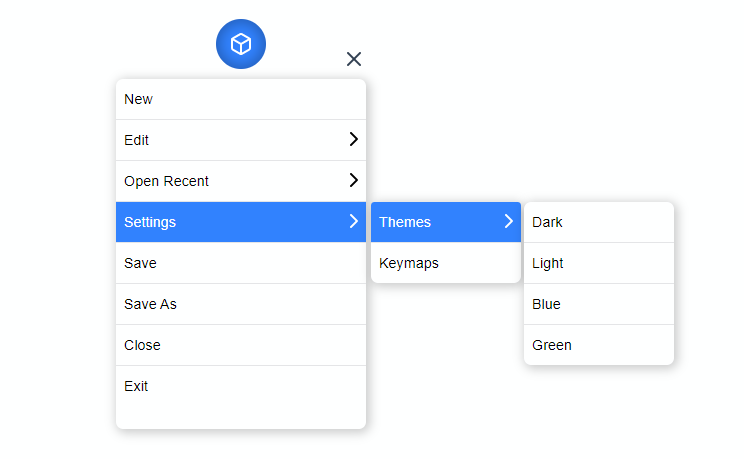 New
Edit
Open Recent
Settings
Save
Save As
Close
Exit
Themes
Keymaps
Dark
Light
Blue
Green